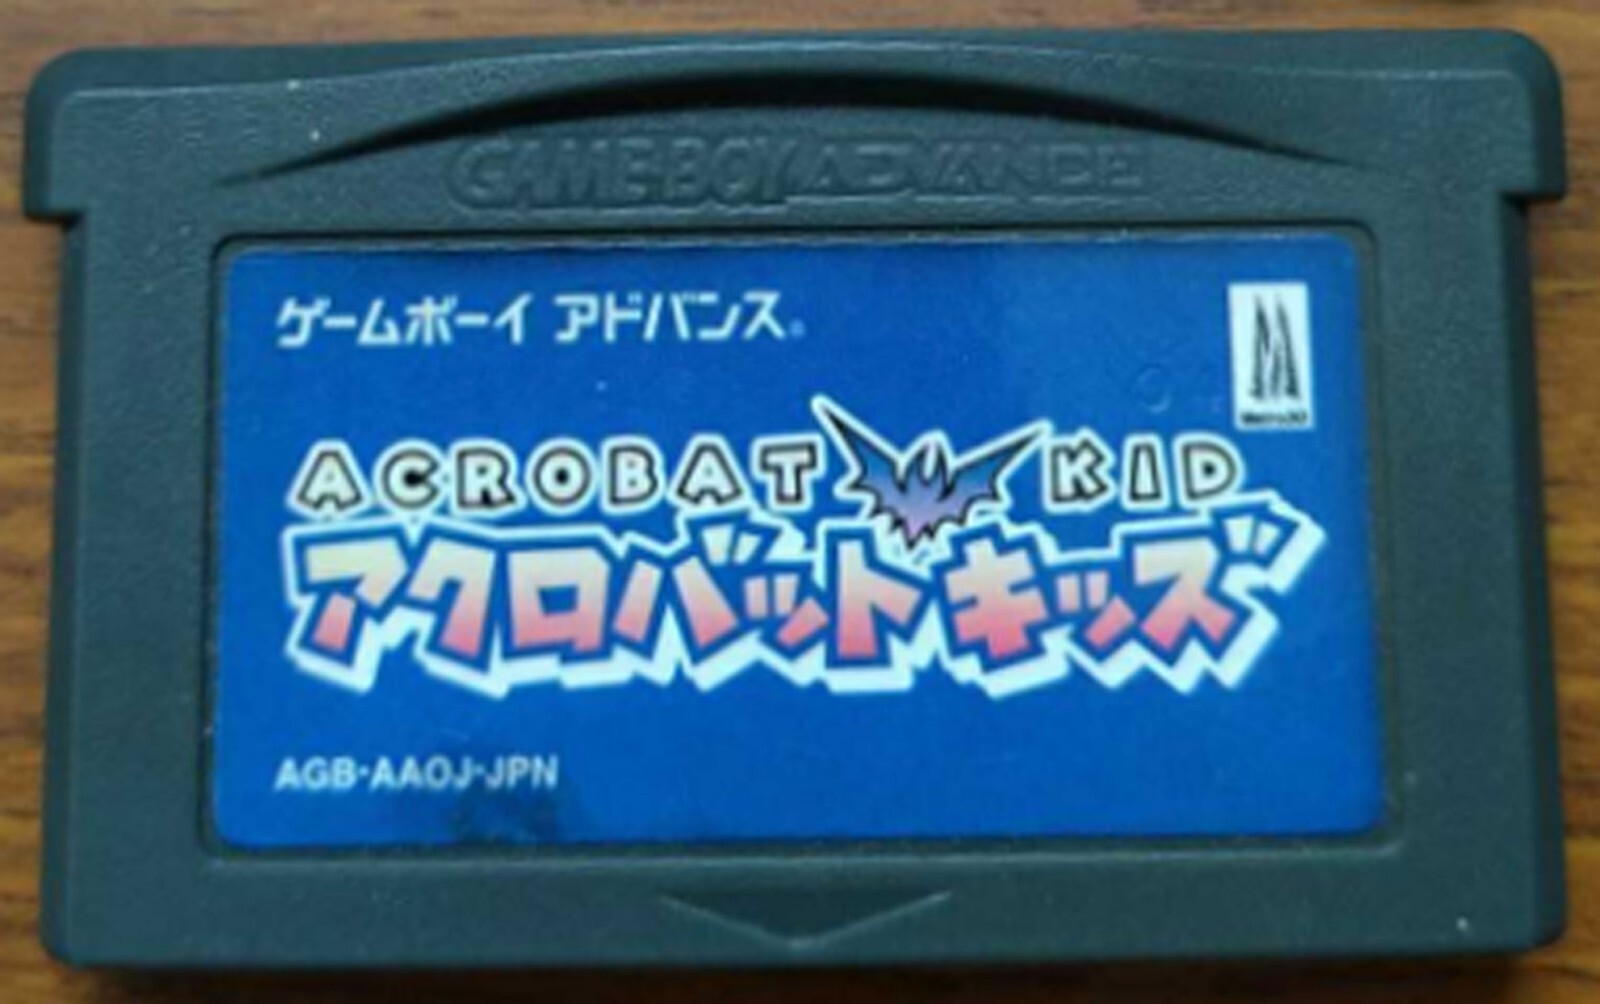 GAME BOY ADVANCE
ゲームボーイ アドバンス
ACROBAT KID
アクロバットキッズ
AGB-AAOJ-JPN